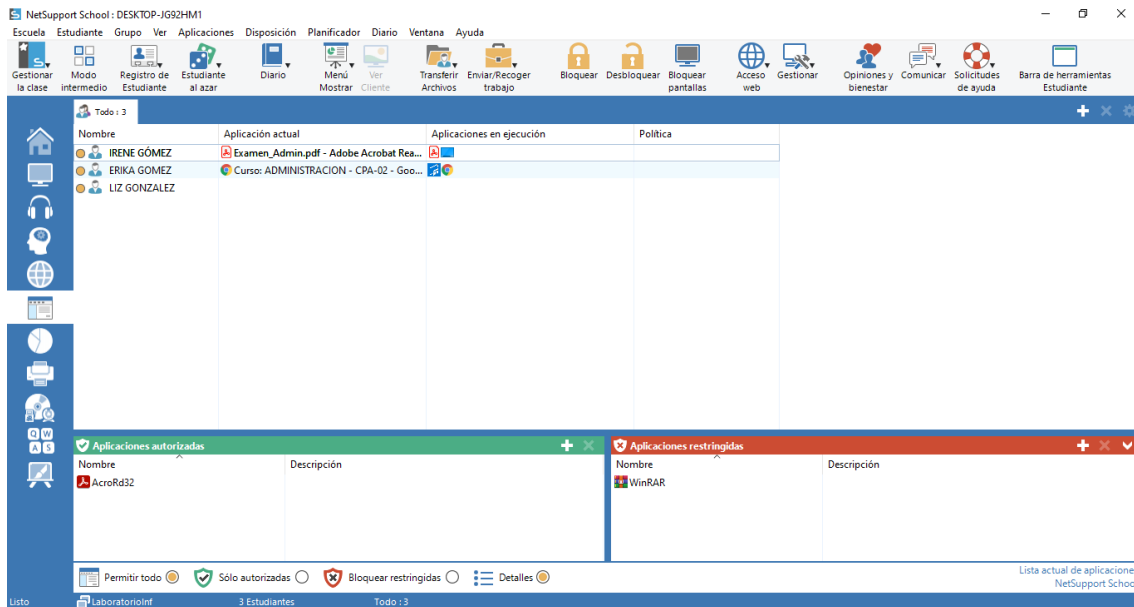 NetSupport School : DESKTOP-JG92HM1
Escuela Estudiante Grupo Ver Aplicaciones Disposición Planificador Diario Ventana Ayuda
Gestionar la clase
Modo intermedio
Registro de Estudiante
Estudiante al azar
Diario
Menú Mostrar
Ver Cliente
Transferir Archivos
Enviar/Recoger trabajo
Bloquear
Desbloquear
Bloquear pantallas
Acceso web
Gestionar
Opiniones y bienestar
Comunicar
Solicitudes de ayuda
Barra de herramientas Estudiante
Todo : 3
Nombre Aplicación actual Aplicaciones en ejecución Política
IRENE GÓMEZ Examen_Admin.pdf - Adobe Acrobat Rea...
ERIKA GOMEZ Curso: ADMINISTRACION - CPA-02 - Goo...
LIZ GONZALEZ
Q W
A S
Aplicaciones autorizadas
Nombre Descripción
AcroRd32
Aplicaciones restringidas
Nombre Descripción
WinRAR
Permitir todo Sólo autorizadas Bloquear restringidas Detalles
Lista actual de aplicacione
NetSupport Schoo
Listo LaboratorioInf 3 Estudiantes Todo : 3